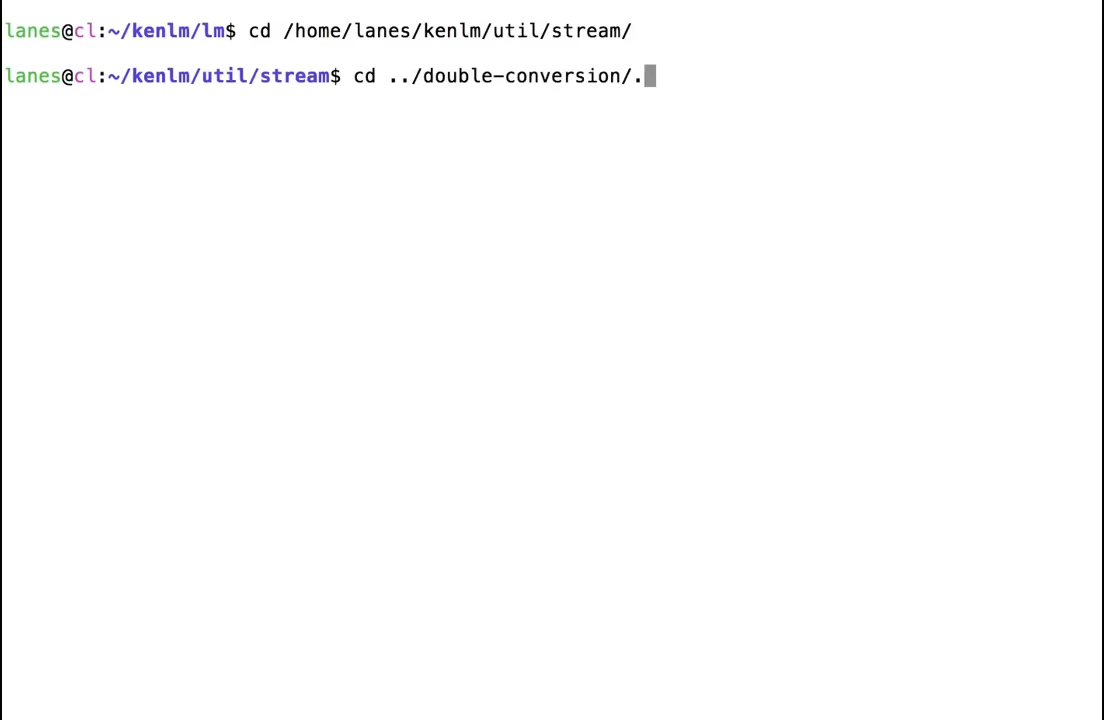 lanes@cl:~/kenlm/lm$ cd /home/lanes/kenlm/util/stream/
lanes@cl:~/kenlm/util/stream$ cd ../double-conversion/.